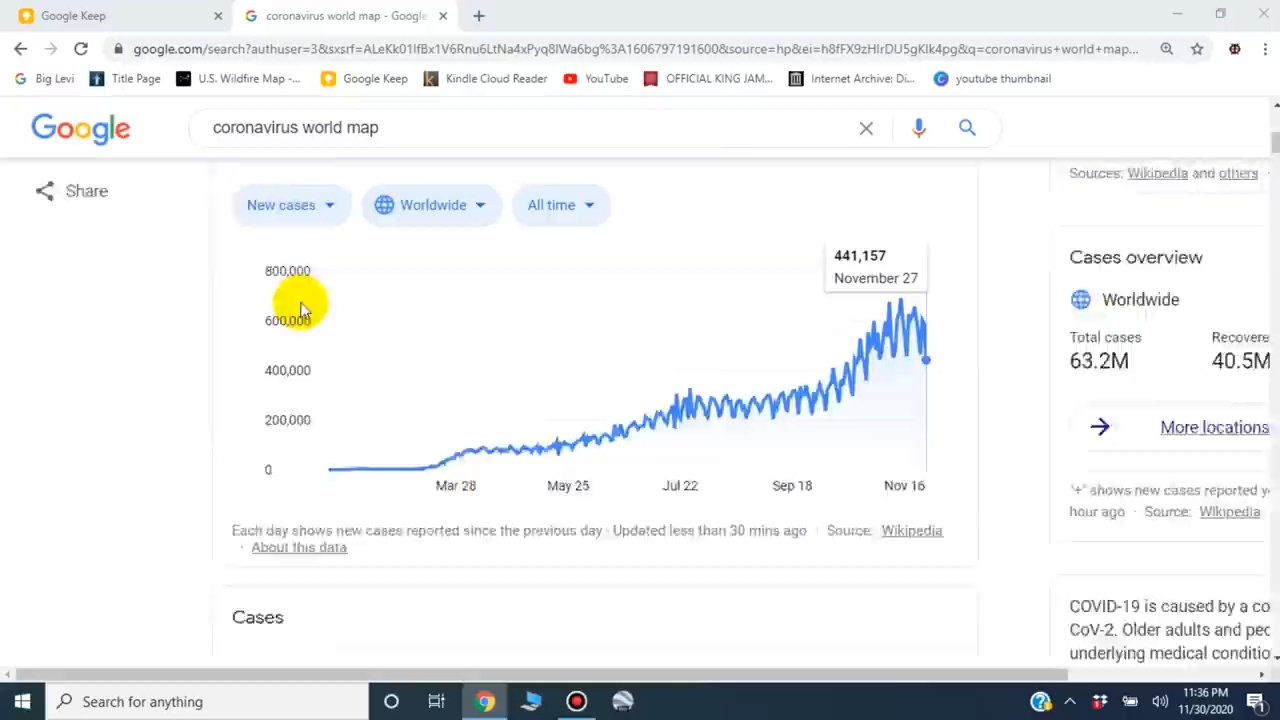 Google Keep
coronavirus world map - Google
google.com/search?authuser=3&sxsrf=ALeKk01IfBx1V6Rnu6LtNa4xPyq8IWa6bg%3A1606797191600&source=hp&ei=h8fFX9zHIrDU5gKIk4pg&q=coronavirus+world+map...
Big Levi
Title Page
U.S. Wildfire Map -...
Google Keep
Kindle Cloud Reader
YouTube
OFFICIAL KING JAM...
Internet Archive: Di...
youtube thumbnail
Google
coronavirus world map
Share
Sources: Wikipedia and others
New cases
Worldwide
All time
441,157
November 27
800,000
600,000
400,000
200,000
0
Mar 28
May 25
Jul 22
Sep 18
Nov 16
Each day shows new cases reported since the previous day · Updated less than 30 mins ago · Source: Wikipedia
· About this data
Cases
Cases overview
Worldwide
Total cases
Recovere
63.2M
40.5M
More locations
"+" shows new cases reported y
hour ago · Source: Wikipedia
COVID-19 is caused by a co
CoV-2. Older adults and peo
underlying medical conditio
Search for anything
11:36 PM
11/30/2020
1